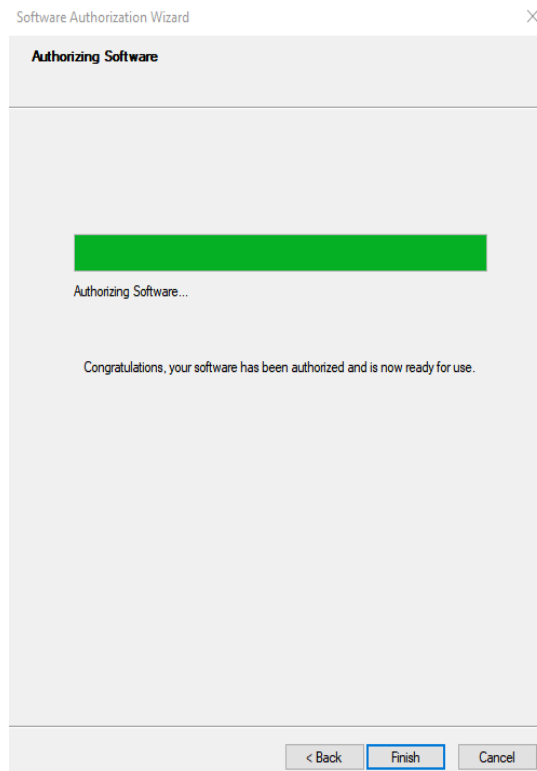 Software Authorization Wizard
Authorizing Software
Authorizing Software...
Congratulations, your software has been authorized and is now ready for use.
< Back Finish Cancel